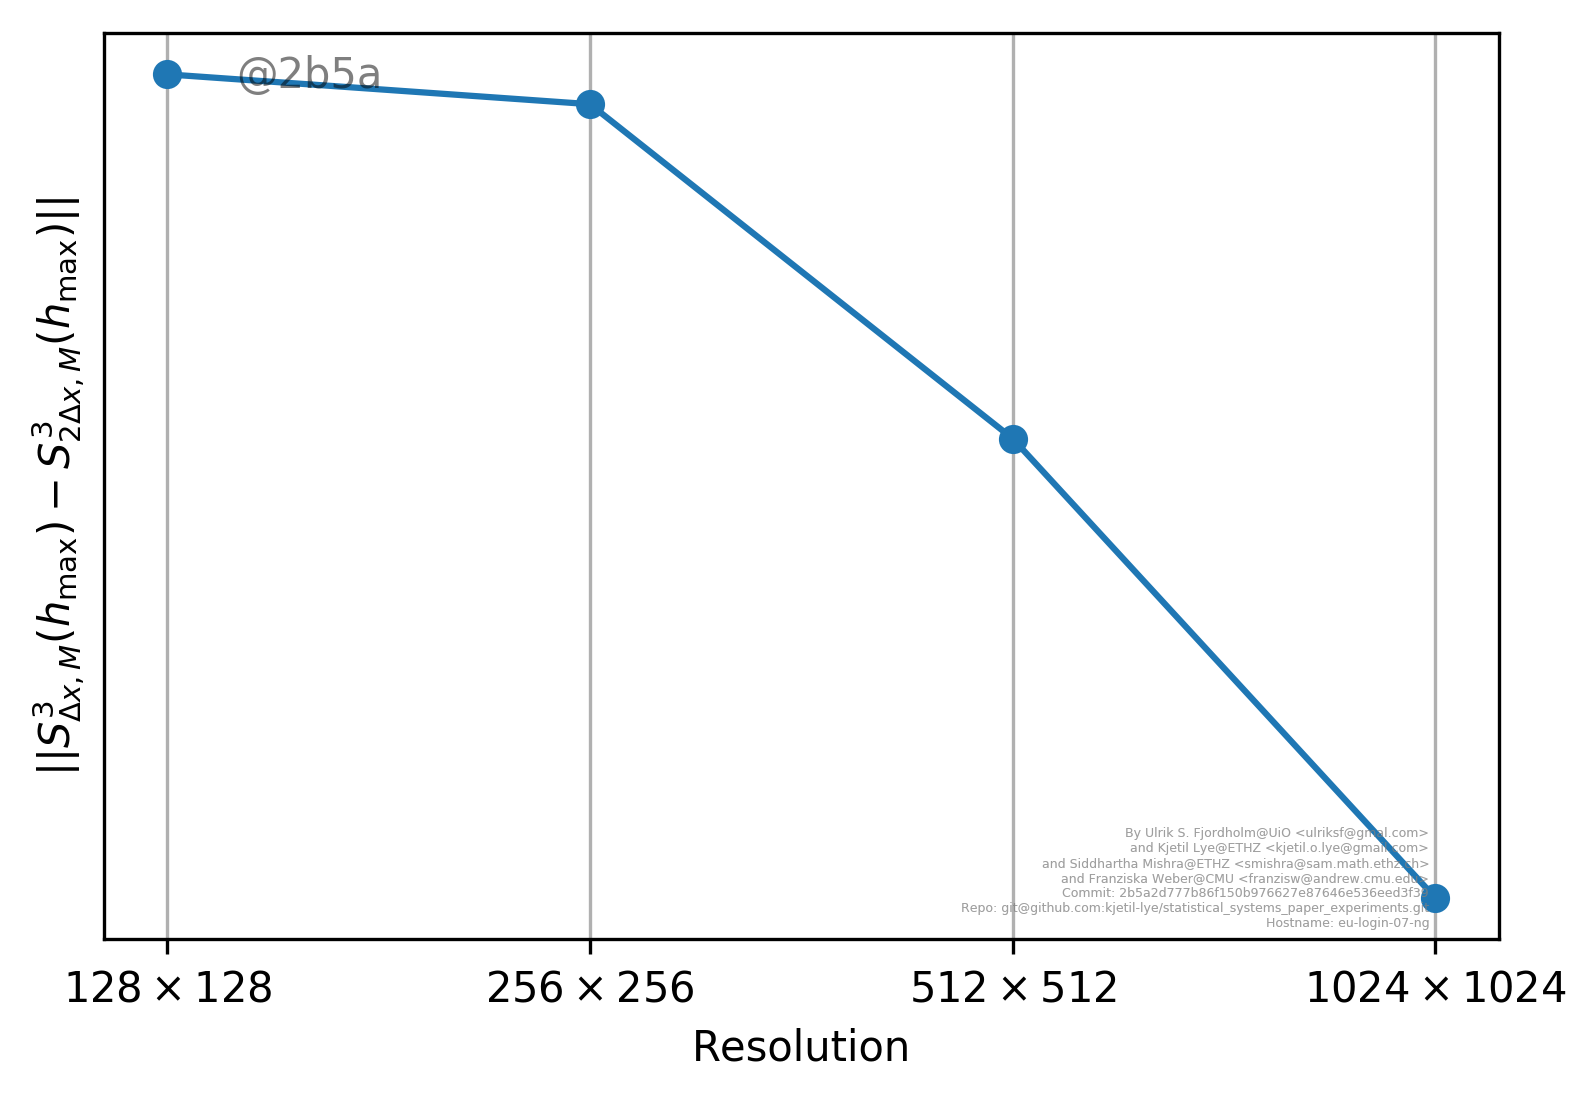 @2b5a
||S^3_{Δx,M}(h_max) − S^3_{2Δx,M}(h_max)||
By Ulrik S. Fjordholm@UiO <ulriksf@gmail.com>
and Kjetil Lye@ETHZ <kjetil.o.lye@gmail.com>
and Siddhartha Mishra@ETHZ <smishra@sam.math.ethz.ch>
and Franziska Weber@CMU <franzisw@andrew.cmu.edu>
Commit:
Repo: git@github.com:kjetil-lye/statistical_systems_paper_experiments.git
Hostname: eu-login-07-ng
128 × 128 256 × 256 512 × 512 1024 × 1024
Resolution